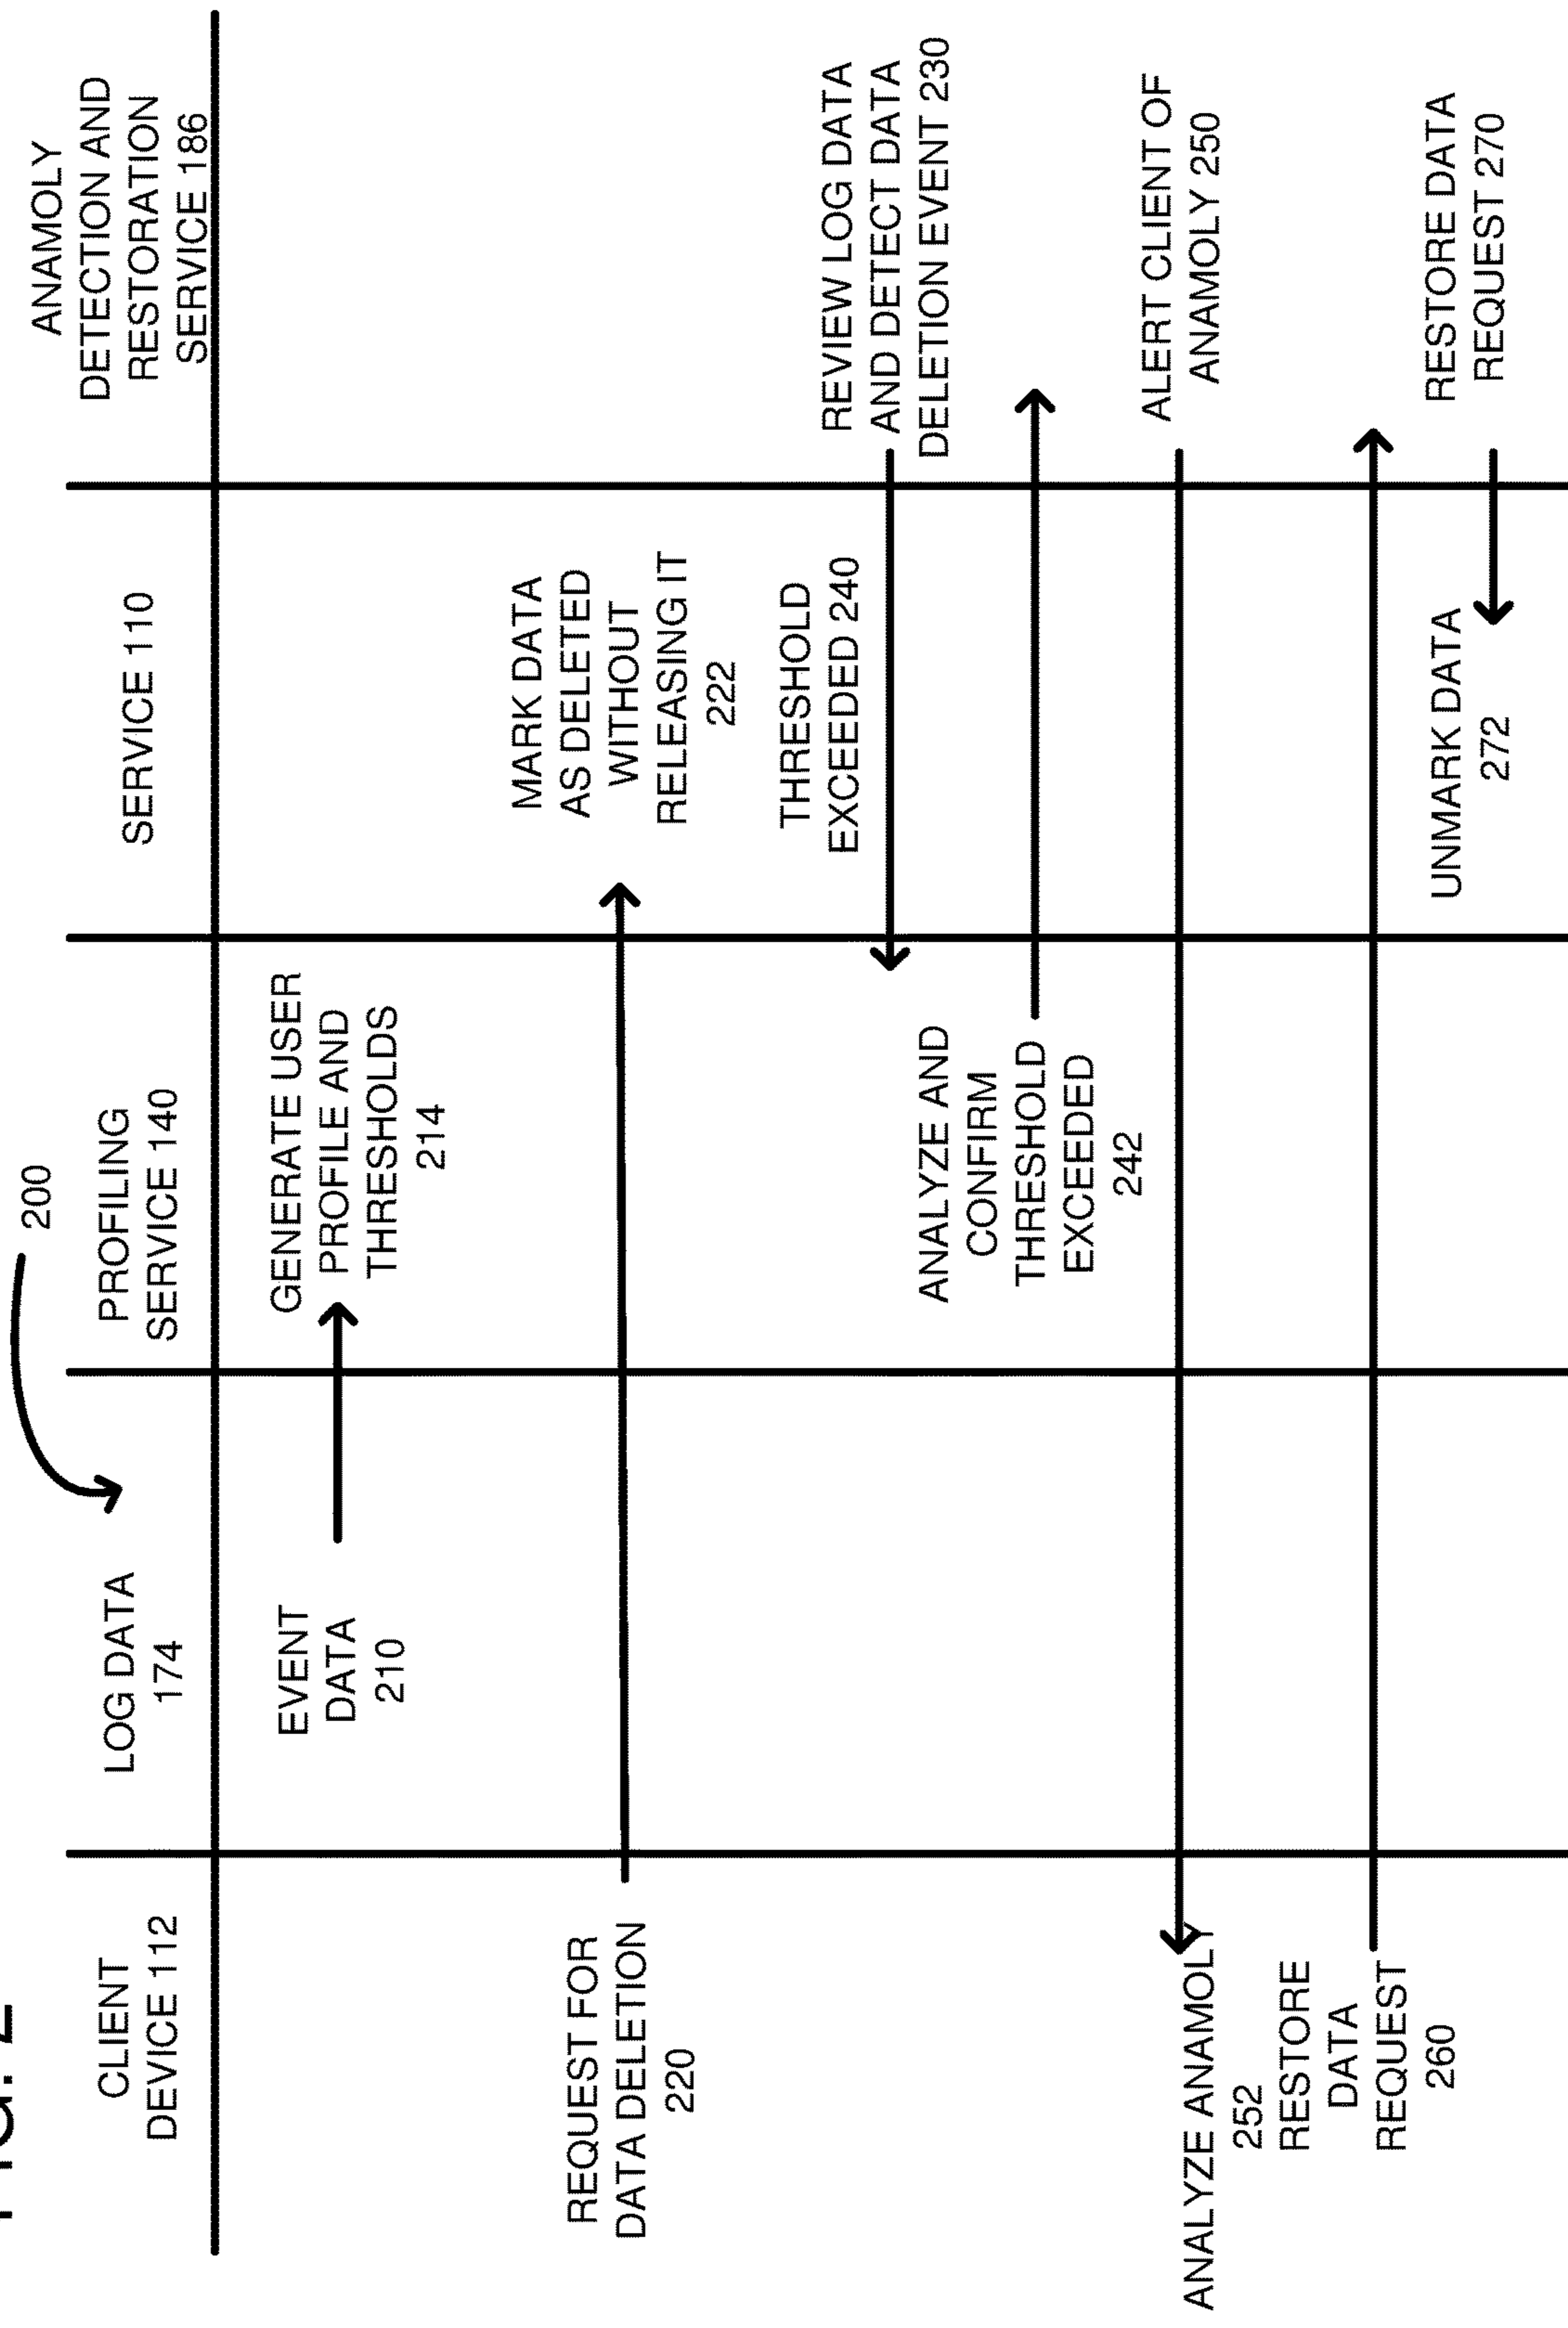 200
CLIENT
DEVICE 112
LOG DATA
174
PROFILING
SERVICE 140
SERVICE 110
ANAMOLY
DETECTION AND
RESTORATION
SERVICE 186
EVENT
DATA
210
GENERATE USER
PROFILE AND
THRESHOLDS
214
REQUEST FOR
DATA DELETION
220
MARK DATA
AS DELETED
WITHOUT
RELEASING IT
222
THRESHOLD
EXCEEDED 240
REVIEW LOG DATA
AND DETECT DATA
DELETION EVENT 230
ANALYZE AND
CONFIRM
THRESHOLD
EXCEEDED
242
ALERT CLIENT OF
ANAMOLY 250
ANALYZE ANAMOLY
252
RESTORE
DATA
REQUEST
260
RESTORE DATA
REQUEST 270
UNMARK DATA
272